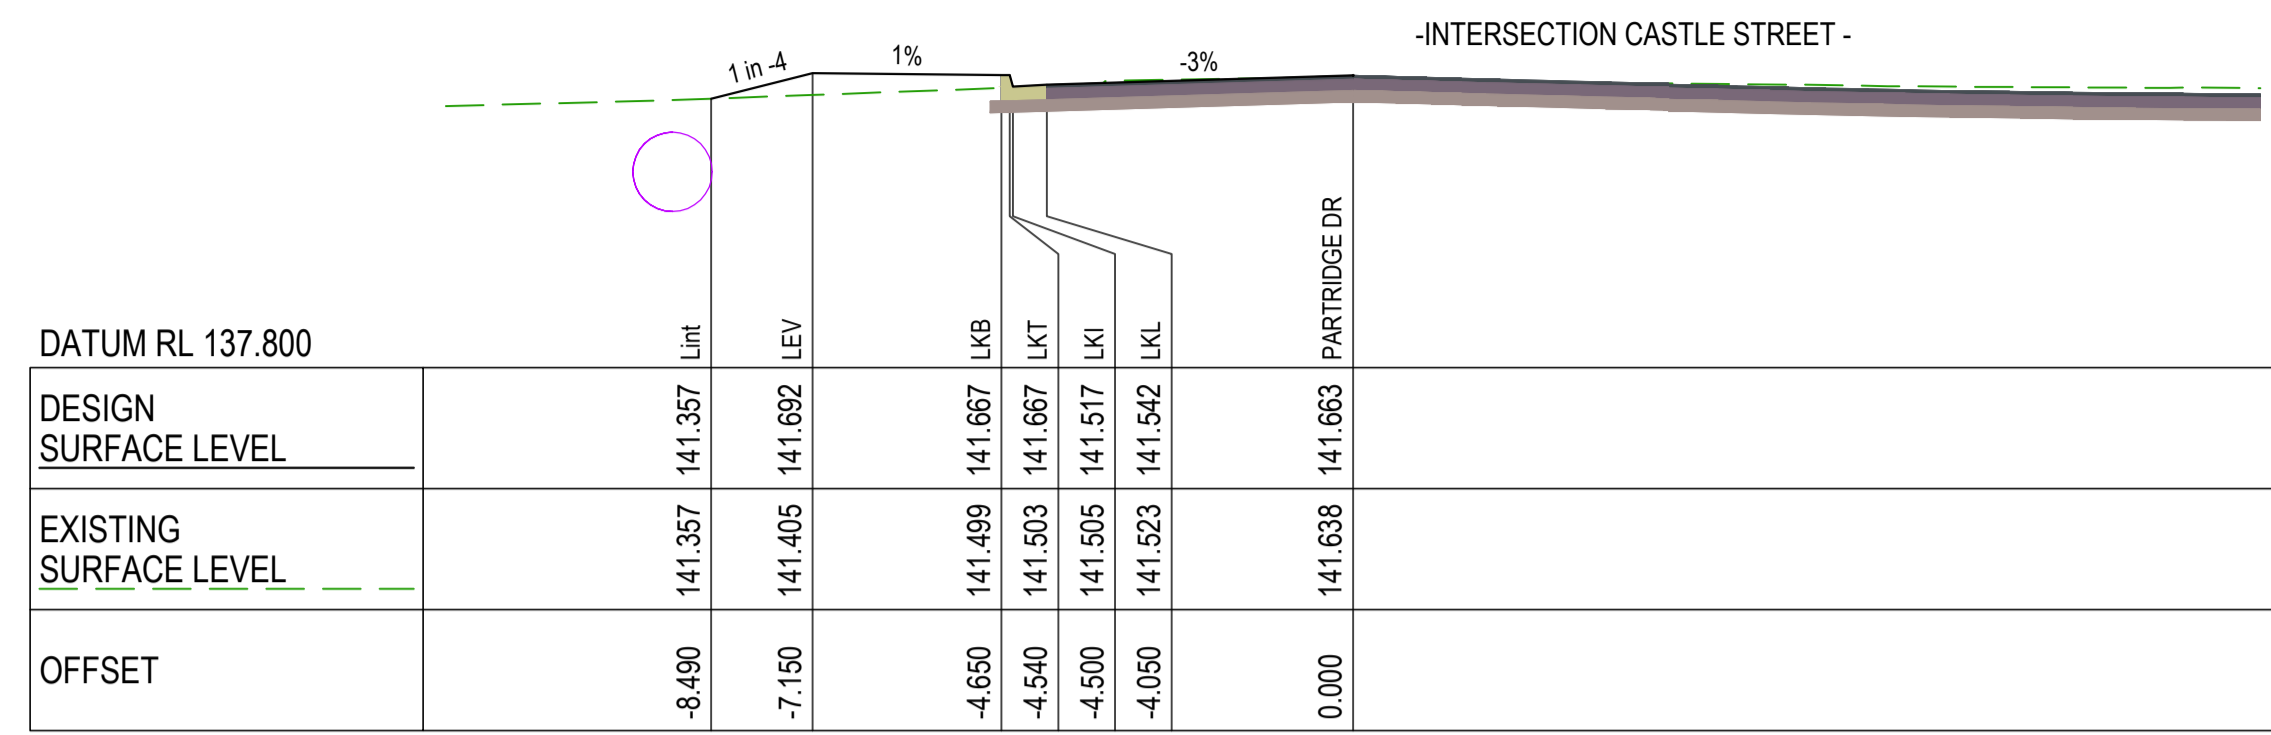 -INTERSECTION CASTLE STREET -
1 in -4
1%
-3%
DATUM RL 137.800
Lint
LEV
LKB
LKT
LKI
LKL
PARTRIDGE DR
DESIGN
SURFACE LEVEL
141.357
141.692
141.667
141.667
141.517
141.542
141.663
EXISTING
SURFACE LEVEL
141.357
141.405
141.499
141.503
141.505
141.523
141.638
OFFSET
-8.490
-7.150
-4.650
-4.540
-4.500
-4.050
0.000